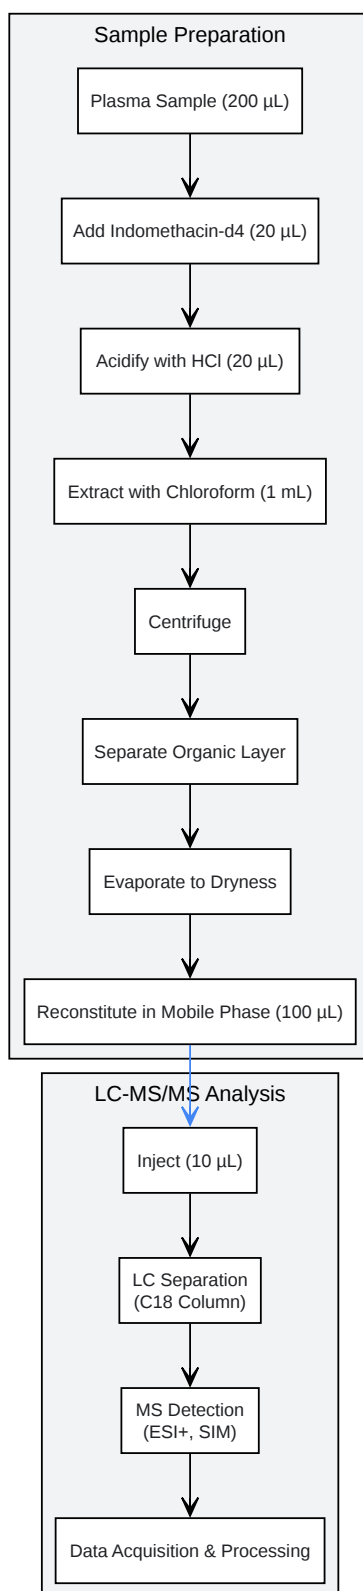 Sample Preparation
Plasma Sample (200 µL)
Add Indomethacin-d4 (20 µL)
Acidify with HCl (20 µL)
Extract with Chloroform (1 mL)
Centrifuge
Separate Organic Layer
Evaporate to Dryness
Reconstitute in Mobile Phase (100 µL)
LC-MS/MS Analysis
Inject (10 µL)
LC Separation
(C18 Column)
MS Detection
(ESI+, SIM)
Data Acquisition & Processing